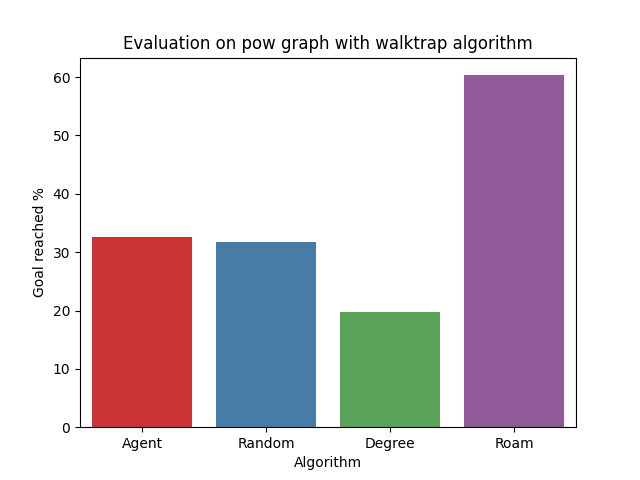 Evaluation on pow graph with walktrap algorithm
Goal reached %
60
50
40
30
20
10
0
Agent Random Degree Roam
Algorithm